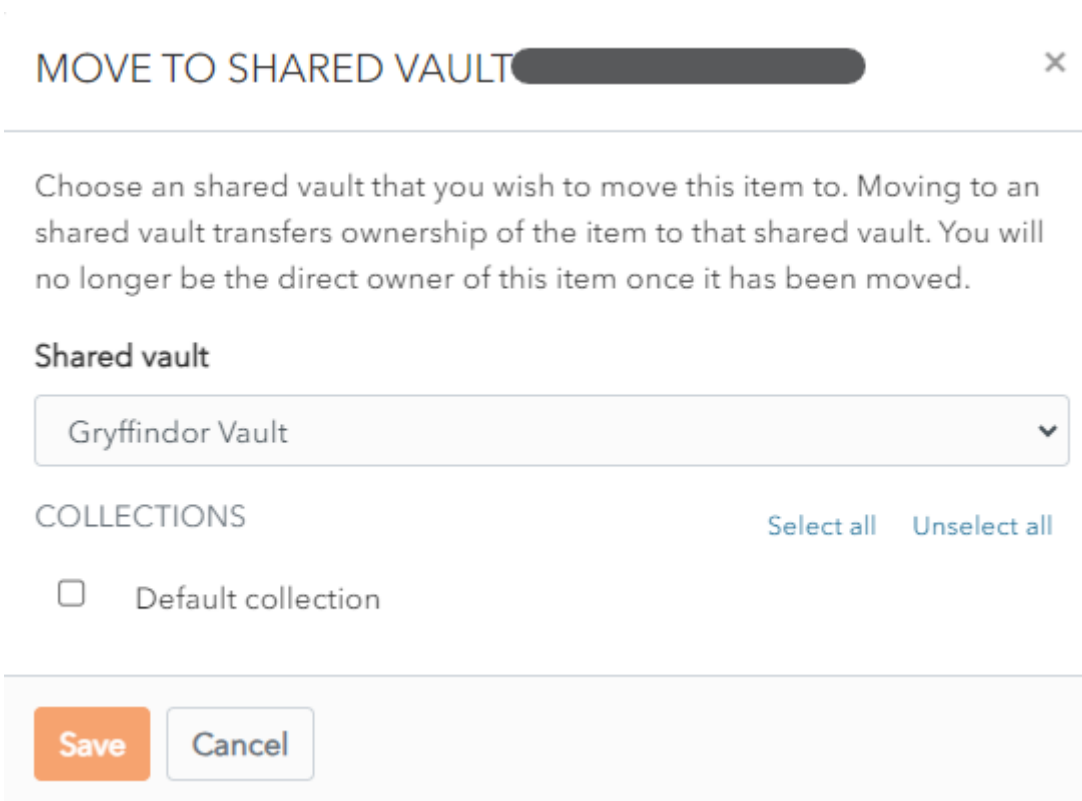 MOVE TO SHARED VAULT
×
Choose an shared vault that you wish to move this item to. Moving to an
shared vault transfers ownership of the item to that shared vault. You will
no longer be the direct owner of this item once it has been moved.
Shared vault
Gryffindor Vault
COLLECTIONS
Select all Unselect all
Default collection
Save Cancel